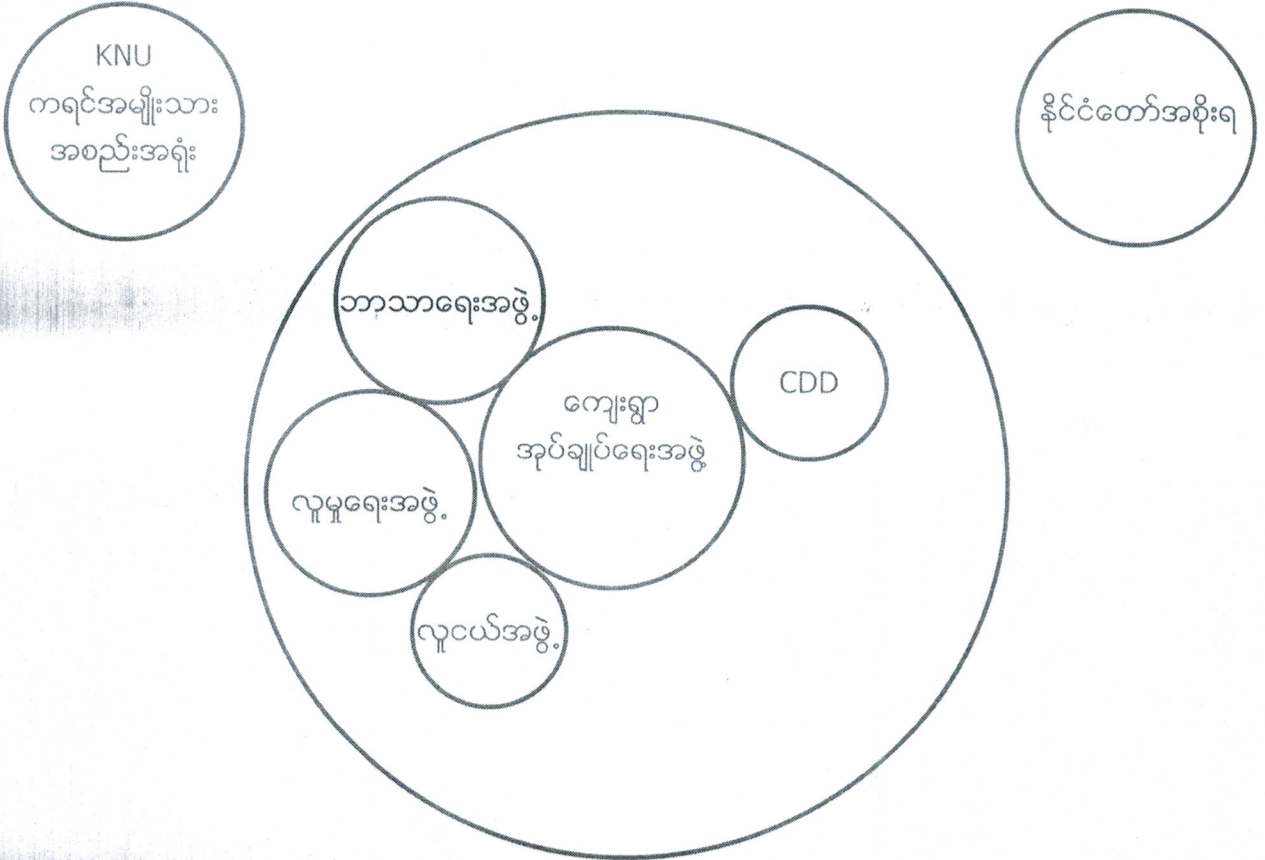 KNU
ကရင်အမျိုးသား
အစည်းအရုံး
နိုင်ငံတော်အစိုးရ
ဘာသာရေးအဖွဲ့
CDD
ကျေးရွာ
အုပ်ချုပ်ရေးအဖွဲ့
လူမှုရေးအဖွဲ့
လူငယ်အဖွဲ့